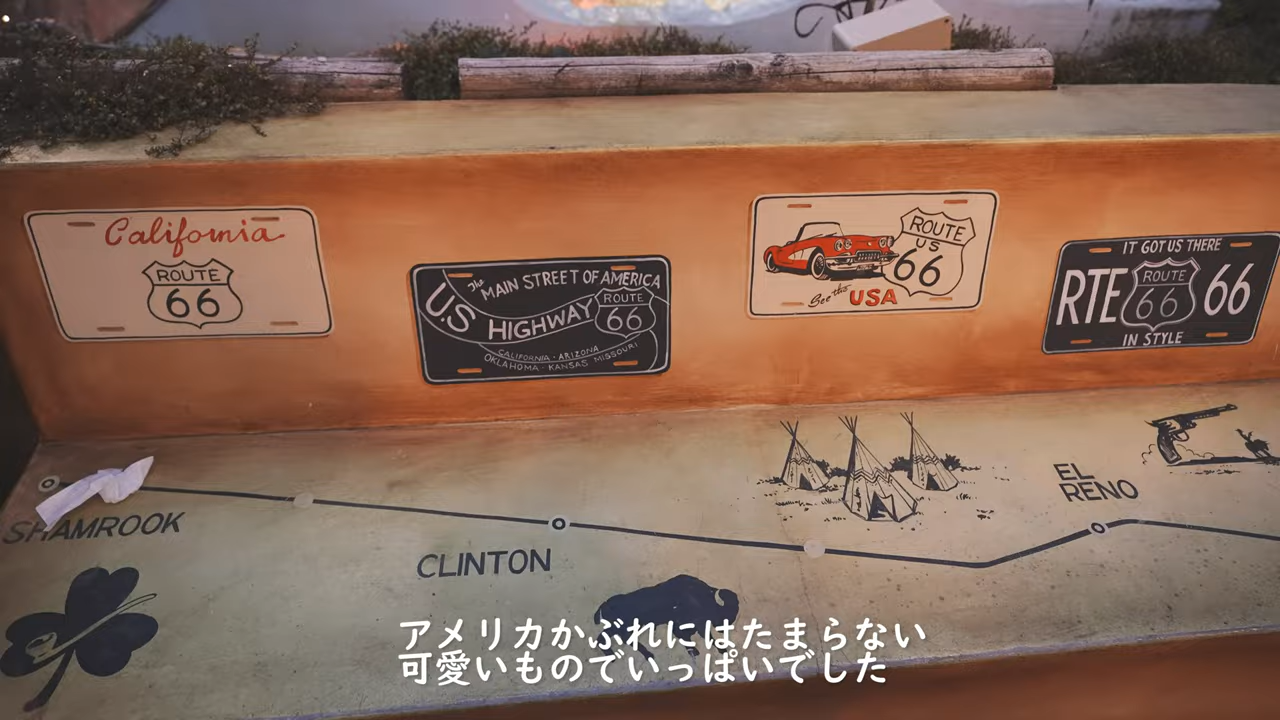 California
ROUTE
66
The MAIN STREET OF AMERICA
U.S HIGHWAY
ROUTE
66
CALIFORNIA · ARIZONA
OKLAHOMA · KANSAS MISSOURI
ROUTE
US
66
See the USA
IT GOT US THERE
RTE
ROUTE
66
66
IN STYLE
SHAMROOK
CLINTON
EL
RENO
アメリカかぶれにはたまらない
可愛いものでいっぱいでした